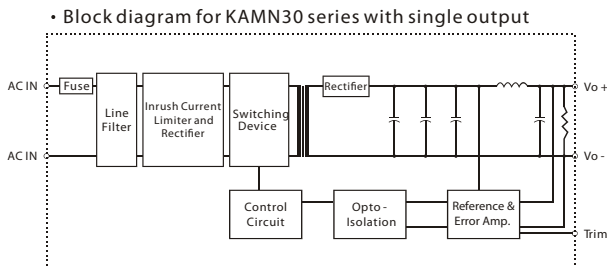 • Block diagram for KAMN30 series with single output
AC IN
Fuse
Line
Filter
Inrush Current
Limiter and
Rectifier
Switching
Device
Rectifier
Vo +
AC IN
Vo -
Control
Circuit
Opto -
Isolation
Reference &
Error Amp.
Trim